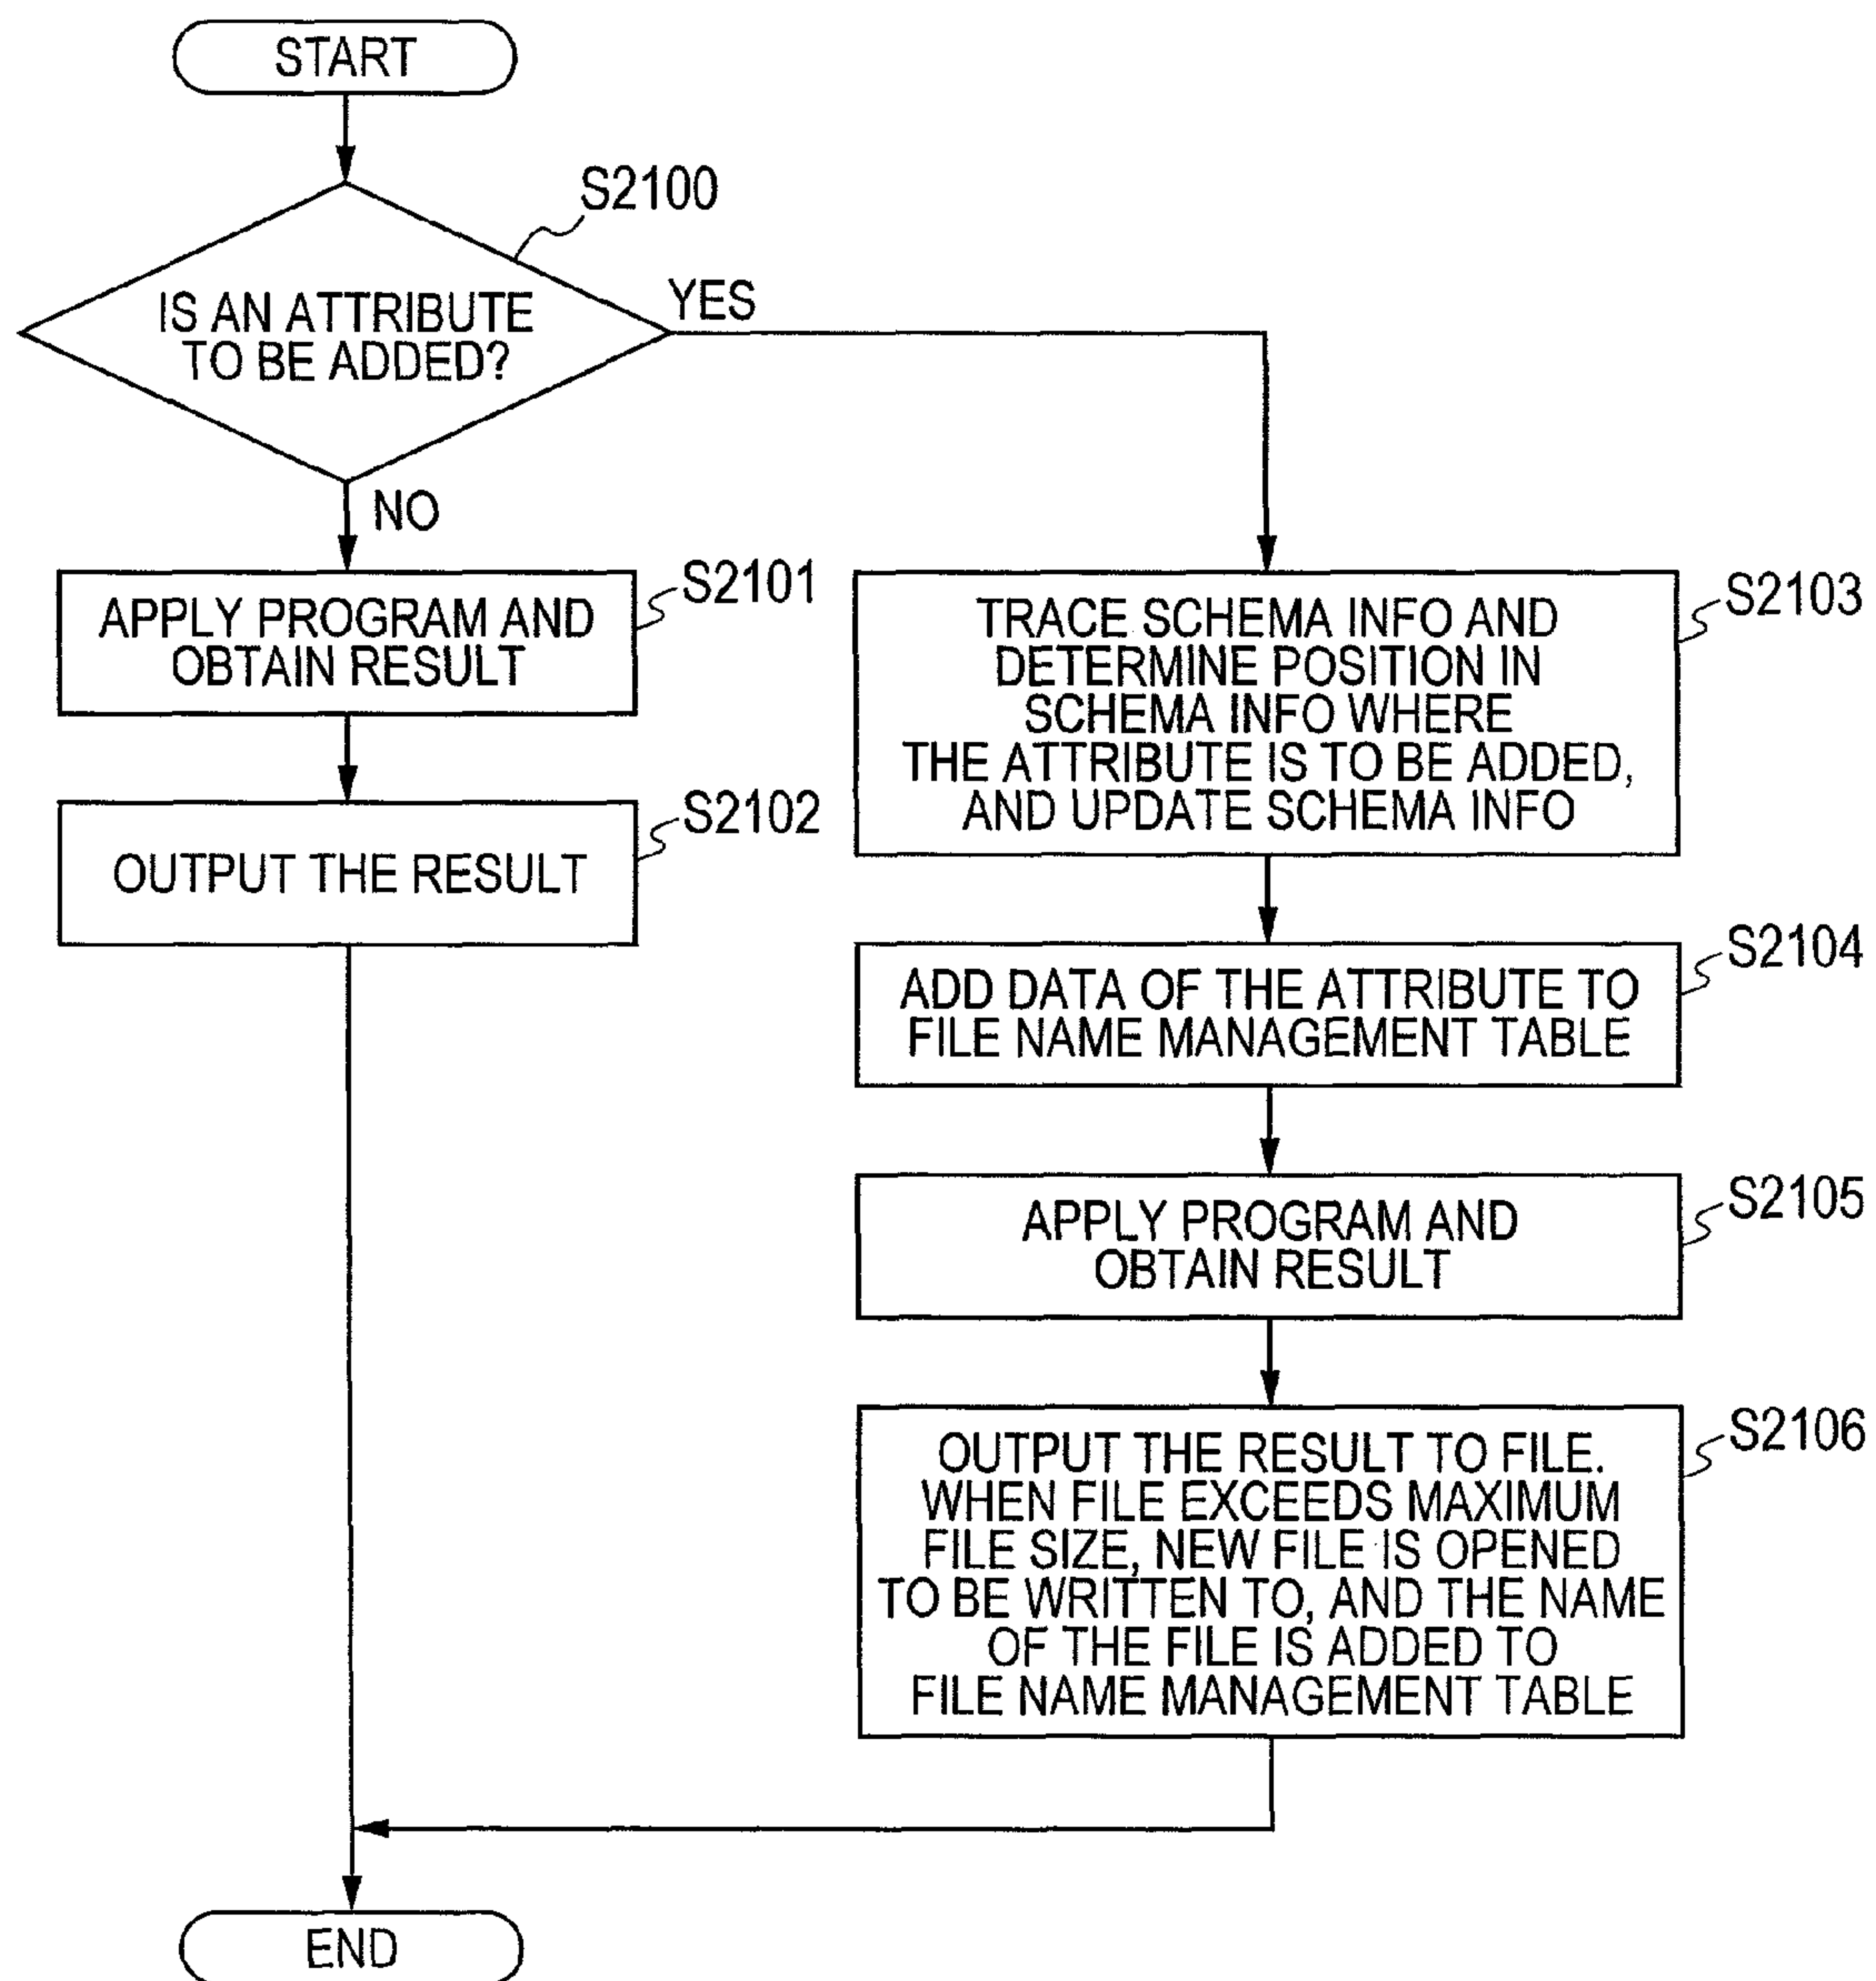 START
S2100
IS AN ATTRIBUTE
TO BE ADDED?
YES
NO
APPLY PROGRAM AND
OBTAIN RESULT
S2101
OUTPUT THE RESULT
S2102
TRACE SCHEMA INFO AND
DETERMINE POSITION IN
SCHEMA INFO WHERE
THE ATTRIBUTE IS TO BE ADDED,
AND UPDATE SCHEMA INFO
S2103
ADD DATA OF THE ATTRIBUTE TO
FILE NAME MANAGEMENT TABLE
S2104
APPLY PROGRAM AND
OBTAIN RESULT
S2105
OUTPUT THE RESULT TO FILE.
WHEN FILE EXCEEDS MAXIMUM
FILE SIZE, NEW FILE IS OPENED
TO BE WRITTEN TO, AND THE NAME
OF THE FILE IS ADDED TO
FILE NAME MANAGEMENT TABLE
S2106
END